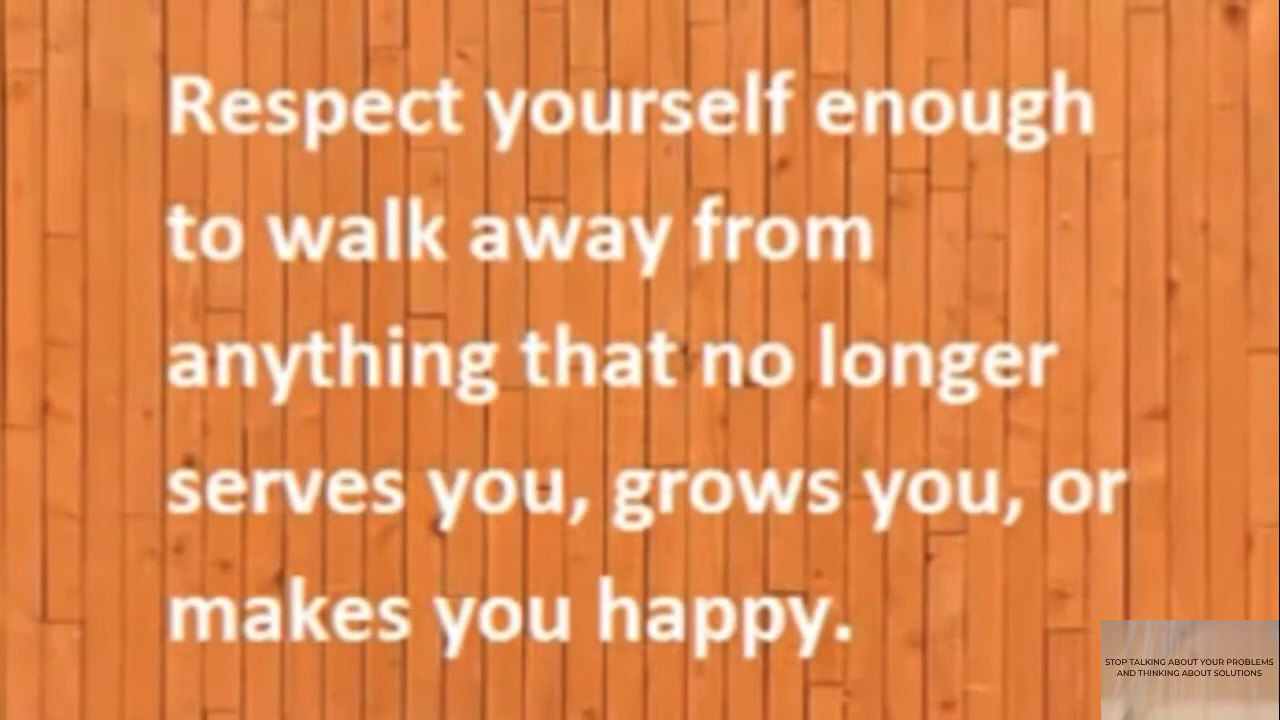 Respect yourself enough
to walk away from
anything that no longer
serves you, grows you, or
makes you happy.
STOP TALKING ABOUT YOUR PROBLEMS
AND THINKING ABOUT SOLUTIONS